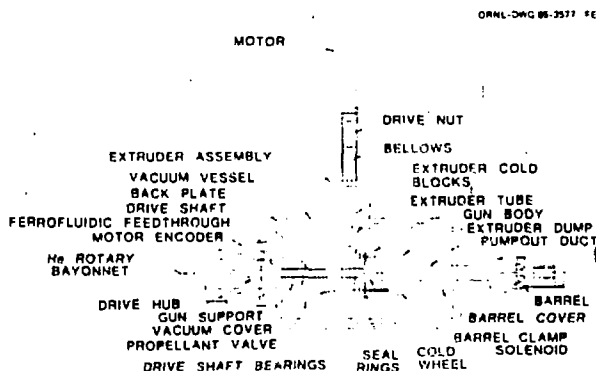 ORNL-DWG 86-3577 FED
MOTOR
DRIVE NUT
BELLOWS
EXTRUDER ASSEMBLY
EXTRUDER COLD
BLOCKS
VACUUM VESSEL
BACK PLATE
DRIVE SHAFT
EXTRUDER TUBE
GUN BODY
FERROFLUIDIC FEEDTHROUGH
MOTOR ENCODER
EXTRUDER DUMP
PUMPOUT DUCT
He ROTARY
BAYONNET
DRIVE HUB
BARREL
GUN SUPPORT
BARREL COVER
VACUUM COVER
PROPELLANT VALVE
BARREL CLAMP
SOLENOID
DRIVE SHAFT BEARINGS
SEAL
RINGS
COLD
WHEEL